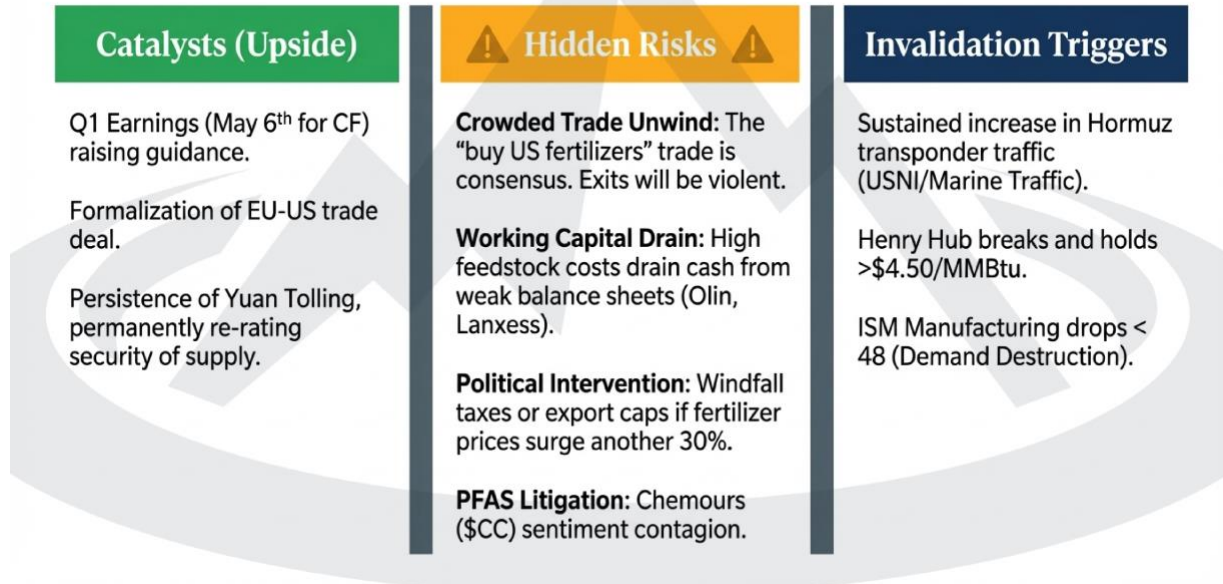 Catalysts (Upside)
Q1 Earnings (May 6th for CF)
raising guidance.
Formalization of EU-US trade
deal.
Persistence of Yuan Tolling,
permanently re-rating
security of supply.
Hidden Risks
Crowded Trade Unwind: The
“buy US fertilizers” trade is
consensus. Exits will be violent.
Working Capital Drain: High
feedstock costs drain cash from
weak balance sheets (Olin,
Lanxess).
Political Intervention: Windfall
taxes or export caps if fertilizer
prices surge another 30%.
PFAS Litigation: Chemours
($CC) sentiment contagion.
Invalidation Triggers
Sustained increase in Hormuz
transponder traffic
(USNI/Marine Traffic).
Henry Hub breaks and holds
>$4.50/MMBtu.
ISM Manufacturing drops <
48 (Demand Destruction).